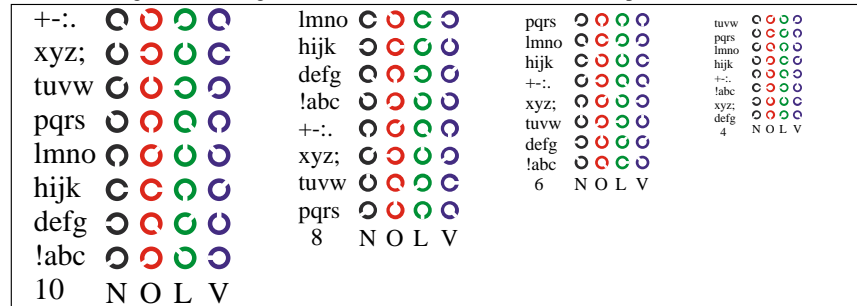 +-:.
xyz;
tuvw
pqrs
lmno
hijk
defg
!abc
10 N O L V
lmno
hijk
defg
!abc
+-:.
xyz;
tuvw
pqrs
8 N O L V
pqrs
lmno
hijk
+-:.
xyz;
tuvw
defg
!abc
6 N O L V
tuvw
pqrs
lmno
hijk
+-:.
!abc
xyz;
defg
4 N O L V